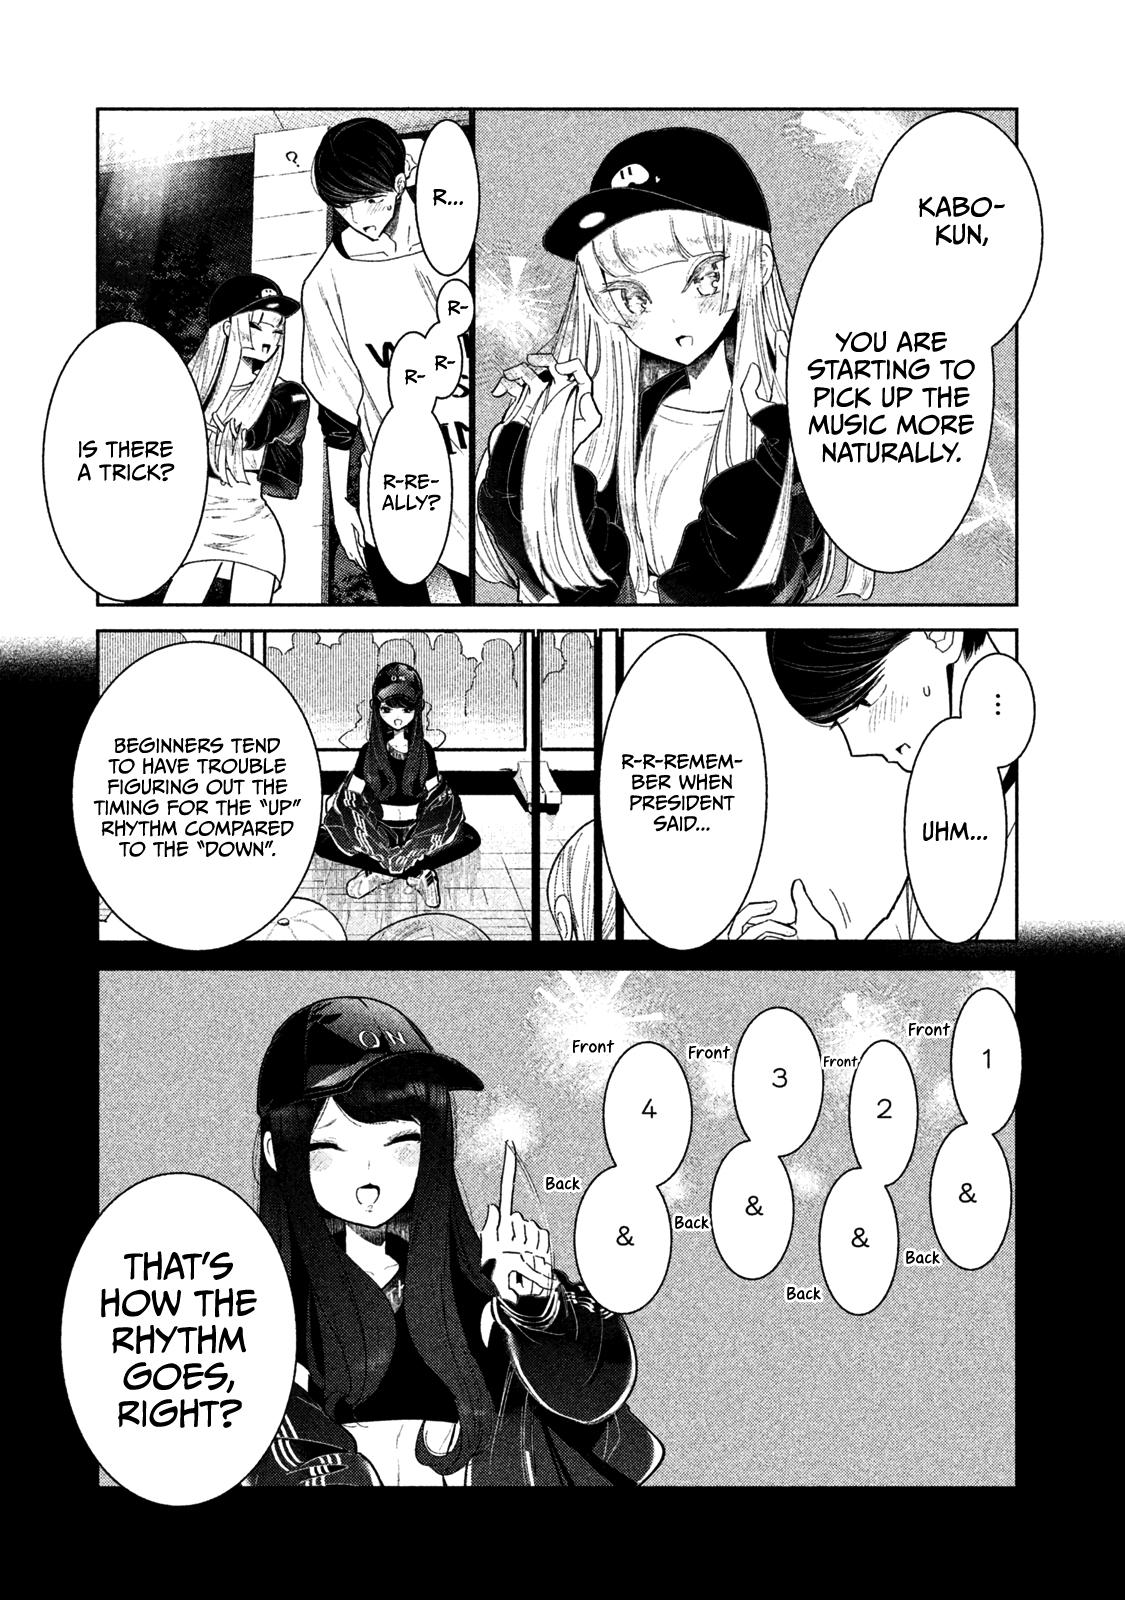 KABO-
KUN,
YOU ARE
STARTING TO
PICK UP THE
MUSIC MORE
NATURALLY.
R...
R-
R-
R-
R-RE-
ALLY?
?
IS THERE
A TRICK?
...
UHM...
R-R-REMEM-
BER WHEN
PRESIDENT
SAID...
ON
BEGINNERS TEND
TO HAVE TROUBLE
FIGURING OUT THE
TIMING FOR THE "UP"
RHYTHM COMPARED
TO THE "DOWN".
Front
1
&
Back
Front
2
&
Back
Front
3
&
Back
Front
4
&
Back
ON
THAT'S
HOW THE
RHYTHM
GOES,
RIGHT?